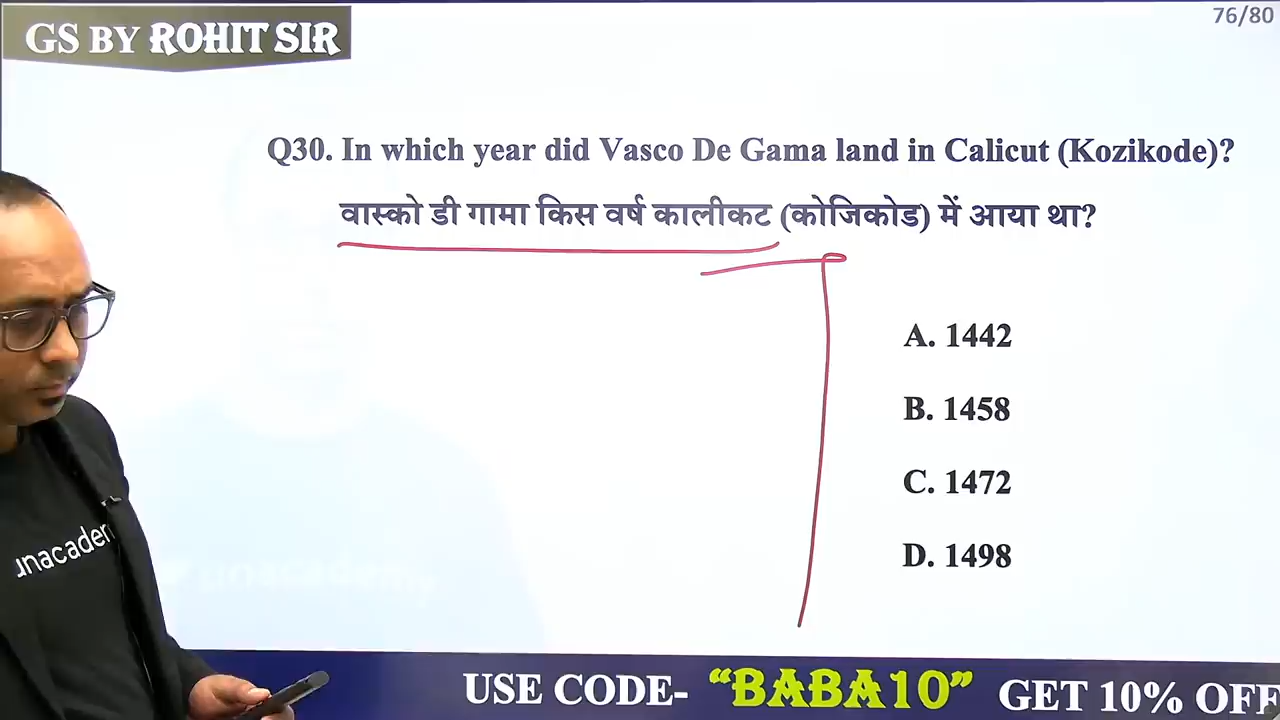 GS BY ROHIT SIR
76/80
Q30. In which year did Vasco De Gama land in Calicut (Kozikode)?
वास्को डी गामा किस वर्ष कालीकट (कोजिकोड) में आया था?
A. 1442
B. 1458
C. 1472
D. 1498
unacadem
USE CODE- “BABA10” GET 10% OFF